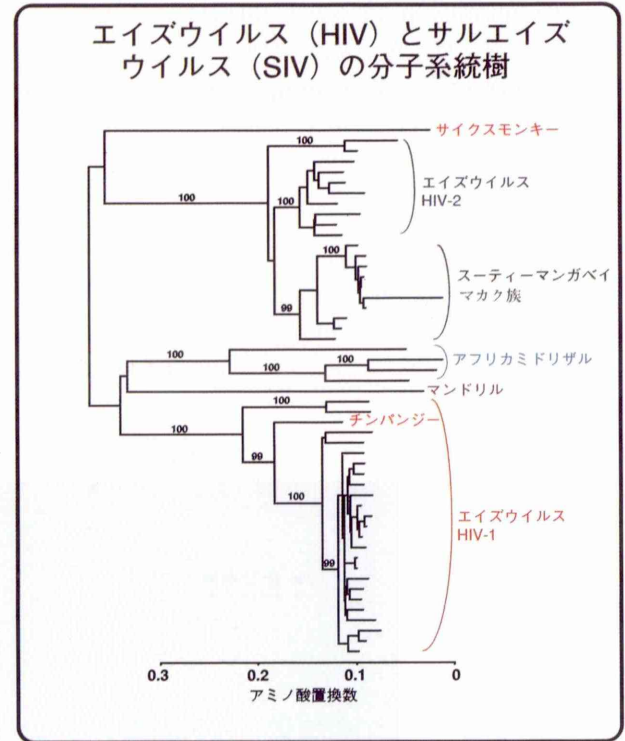 エイズウイルス（HIV）とサルエイズ
ウイルス（SIV）の分子系統樹
サイクスモンキー
100
エイズウイルス
HIV-2
100
100
100
スーティーマンガベイ
マカク族
99
100
100
アフリカミドリザル
100
マンドリル
100
チンパンジー
100
99
100
エイズウイルス
HIV-1
99
0.3
0.2
0.1
0
アミノ酸置換数